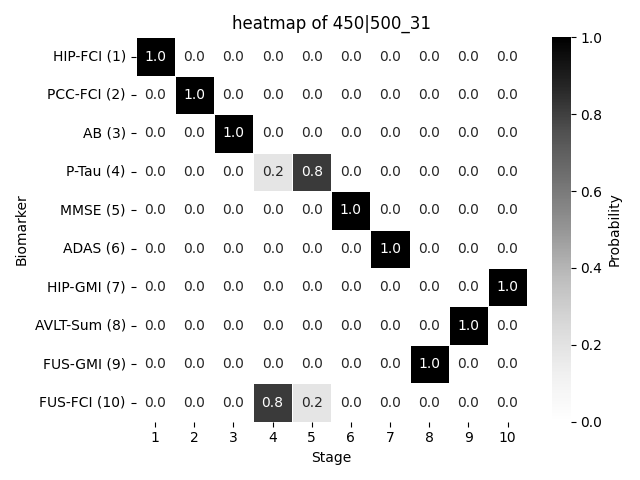 heatmap of 450|500_31
Biomarker
HIP-FCI (1) 1.0 0.0 0.0 0.0 0.0 0.0 0.0 0.0 0.0 0.0
PCC-FCI (2) 0.0 1.0 0.0 0.0 0.0 0.0 0.0 0.0 0.0 0.0
AB (3) 0.0 0.0 1.0 0.0 0.0 0.0 0.0 0.0 0.0 0.0
P-Tau (4) 0.0 0.0 0.0 0.2 0.8 0.0 0.0 0.0 0.0 0.0
MMSE (5) 0.0 0.0 0.0 0.0 0.0 1.0 0.0 0.0 0.0 0.0
ADAS (6) 0.0 0.0 0.0 0.0 0.0 0.0 1.0 0.0 0.0 0.0
HIP-GMI (7) 0.0 0.0 0.0 0.0 0.0 0.0 0.0 0.0 0.0 1.0
AVLT-Sum (8) 0.0 0.0 0.0 0.0 0.0 0.0 0.0 0.0 1.0 0.0
FUS-GMI (9) 0.0 0.0 0.0 0.0 0.0 0.0 0.0 1.0 0.0 0.0
FUS-FCI (10) 0.0 0.0 0.0 0.8 0.2 0.0 0.0 0.0 0.0 0.0
1 2 3 4 5 6 7 8 9 10
Stage
1.0
0.8
0.6
0.4
0.2
0.0
Probability